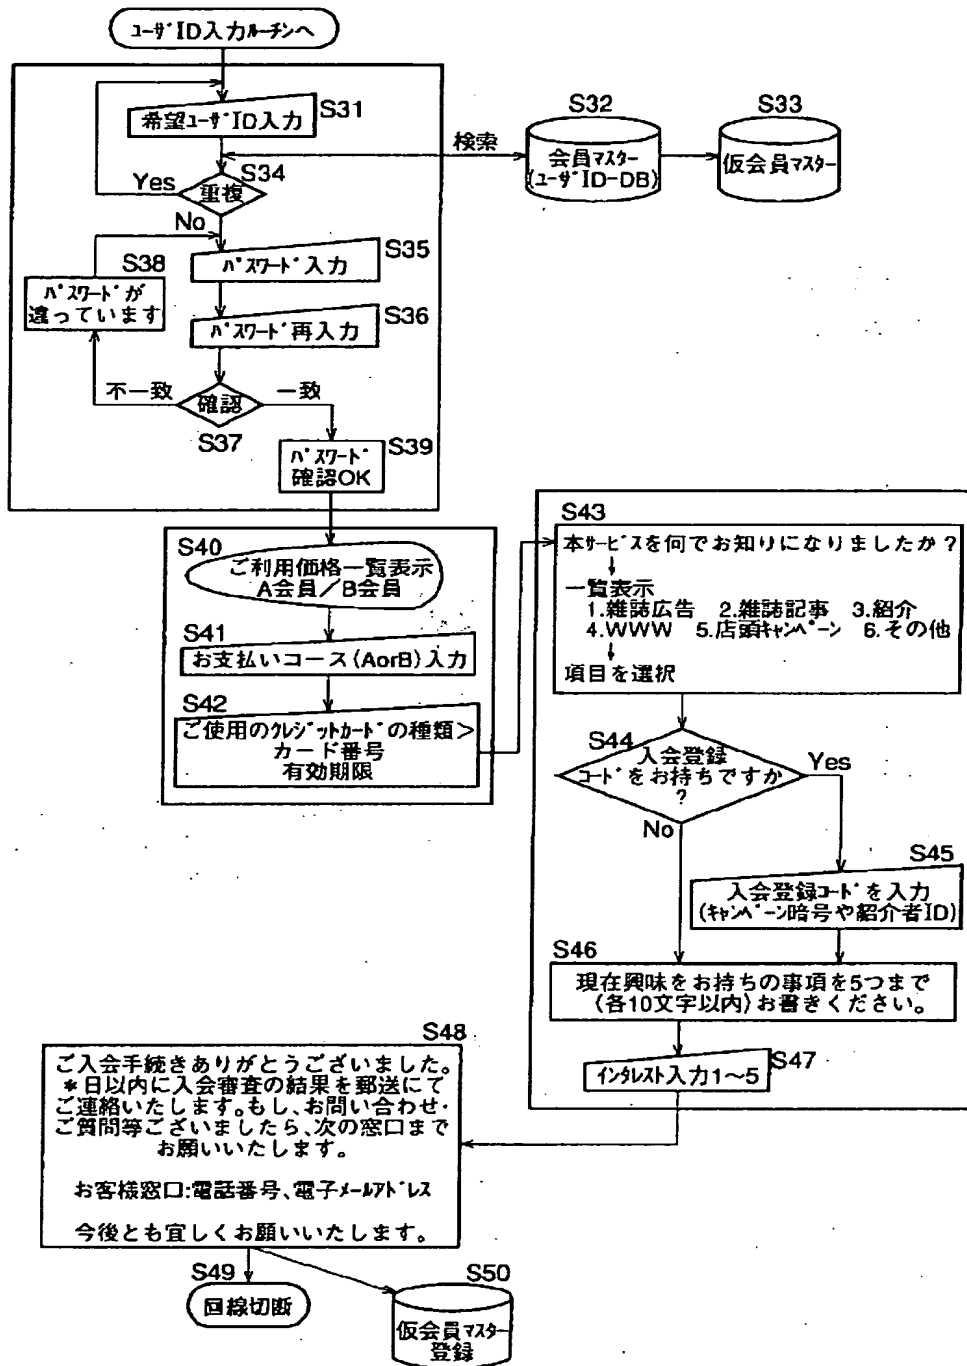 ユーザID入力ルーチンへ
S31
希望ユーザID入力
検索
S32
会員マスター
(ユーザID-DB)
S33
仮会員マスター
S34
重複
Yes
No
S35
パスワード入力
S38
パスワードが
違っています
S36
パスワード再入力
不一致
確認
一致
S37
S39
パスワード
確認OK
S40
ご利用価格一覧表示
A会員/B会員
S41
お支払いコース(AorB)入力
S42
ご使用のクレジットカードの種類>
カード番号
有効期限
S43
本サービスを何でお知りになりましたか?
一覧表示
1.雑誌広告 2.雑誌記事 3.紹介
4.WWW 5.店頭キャンペーン 6.その他
項目を選択
S44
入会登録
コードをお持ちですか
?
Yes
No
S45
入会登録コードを入力
(キャンペーン暗号や紹介者ID)
S46
現在興味をお持ちの事項を5つまで
(各10文字以内)お書きください。
S47
インタレスト入力1~5
S48
ご入会手続きありがとうございました。
*日以内に入会審査の結果を郵送にて
ご連絡いたします。もし、お問い合わせ・
ご質問等ございましたら、次の窓口まで
お願いいたします。
お客様窓口:電話番号、電子メールアドレス
今後とも宜しくお願いいたします。
S49
回線切断
S50
仮会員マスター
登録